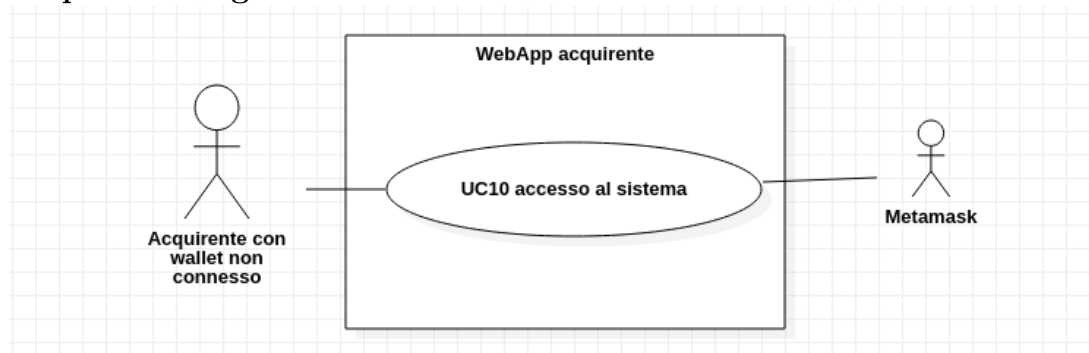 WebApp acquirente
UC10 accesso al sistema
Acquirente con
wallet non
connesso
Metamask